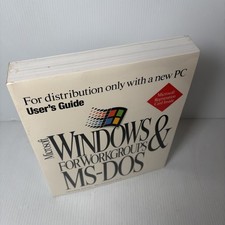 For distribution only with a new PC
User's Guide
Microsoft
WINDOWS &
FOR WORKGROUPS
MS-DOS